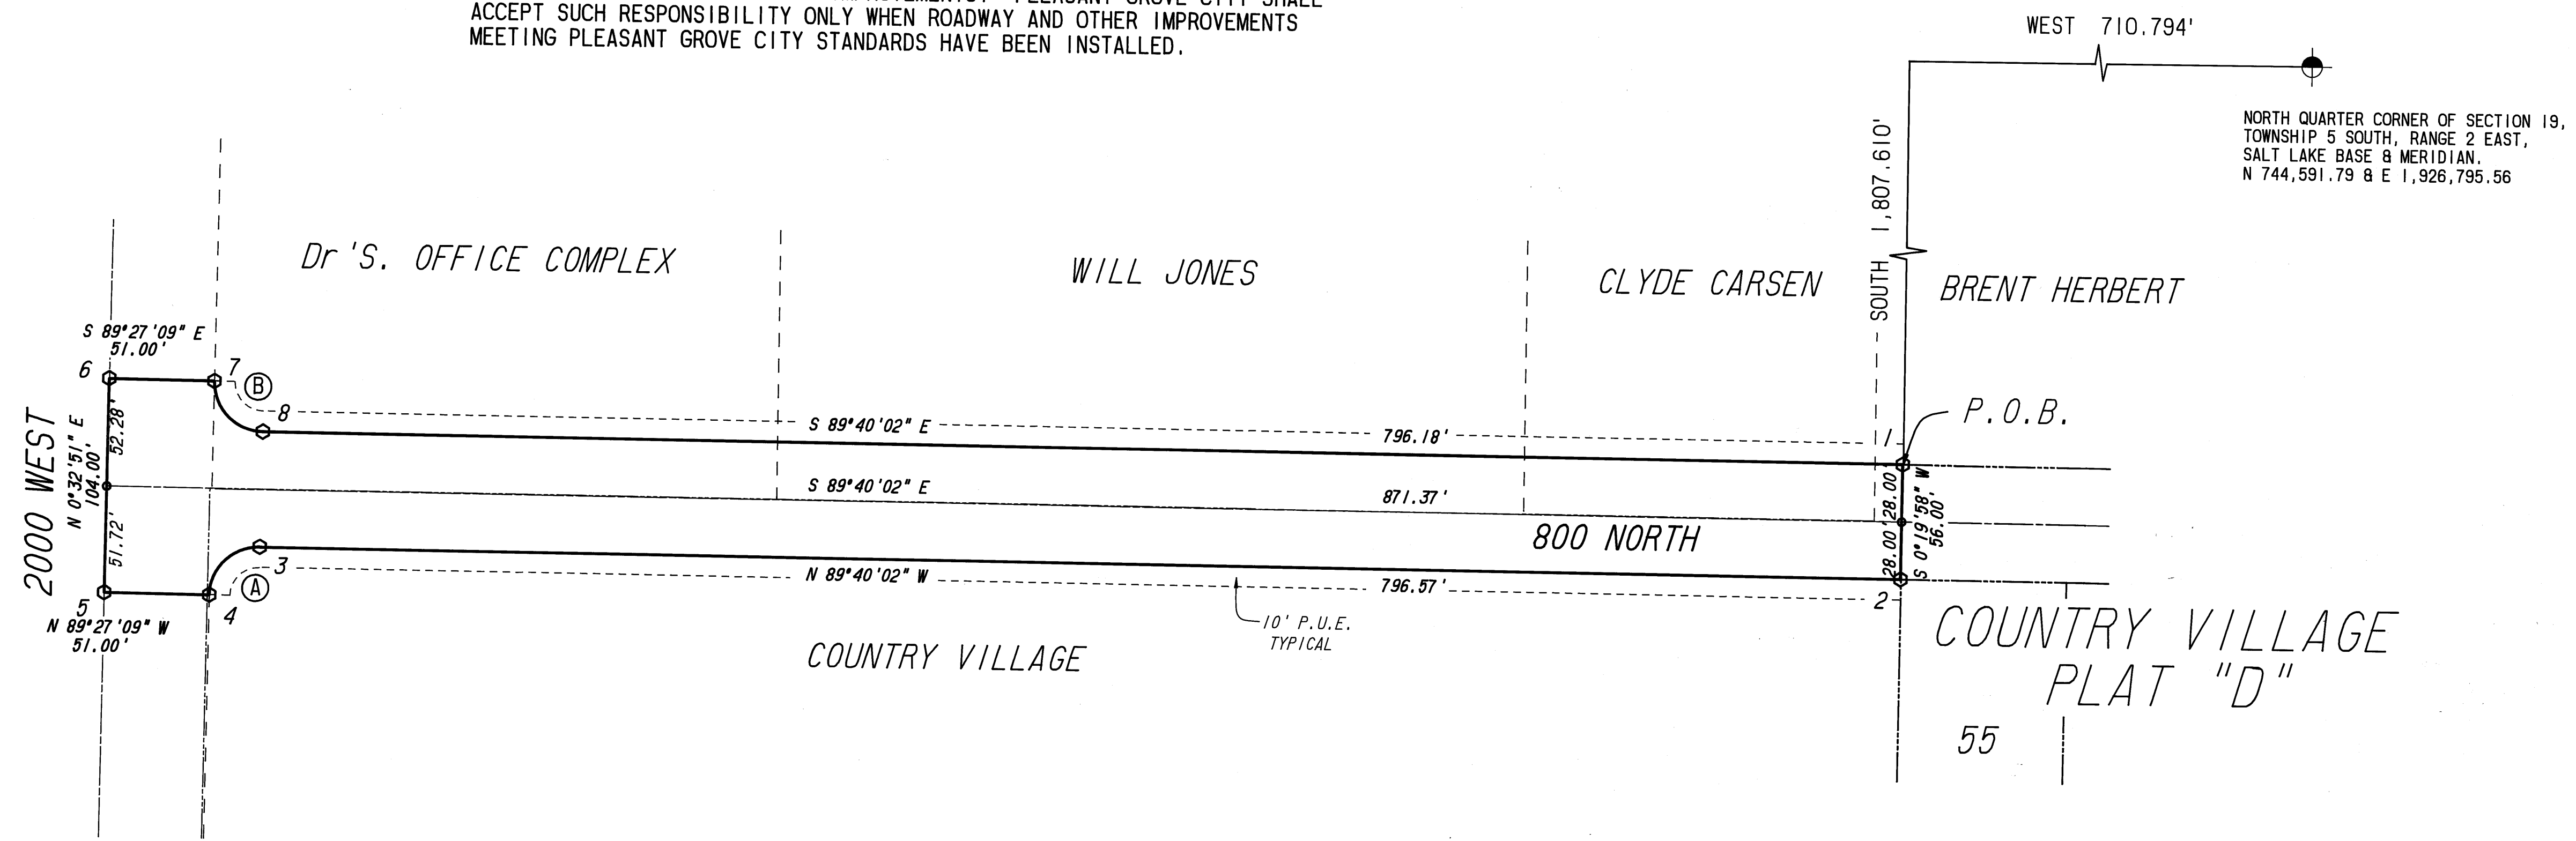 IMPROVEMENTS. PLEASANT GROVE CITY SHALL
ACCEPT SUCH RESPONSIBILITY ONLY WHEN ROADWAY AND OTHER IMPROVEMENTS
MEETING PLEASANT GROVE CITY STANDARDS HAVE BEEN INSTALLED.
WEST 710.794'
NORTH QUARTER CORNER OF SECTION 19,
TOWNSHIP 5 SOUTH, RANGE 2 EAST,
SALT LAKE BASE & MERIDIAN.
N 744,591.79 & E 1,926,795.56
SOUTH 1,807.610'
Dr'S. OFFICE COMPLEX
WILL JONES
CLYDE CARSEN
BRENT HERBERT
S 89°27'09" E
51.00'
6
7
B
8
S 89°40'02" E
796.18'
1
P.O.B.
2000 WEST
N 0°32'51" E
104.00'
52.28'
51.72'
S 89°40'02" E
871.37'
800 NORTH
28.00'
28.00'
S 0°19'58" W
56.00'
3
A
4
5
N 89°40'02" W
796.57'
2
N 89°27'09" W
51.00'
10' P.U.E.
TYPICAL
COUNTRY VILLAGE
COUNTRY VILLAGE
PLAT "D"
55